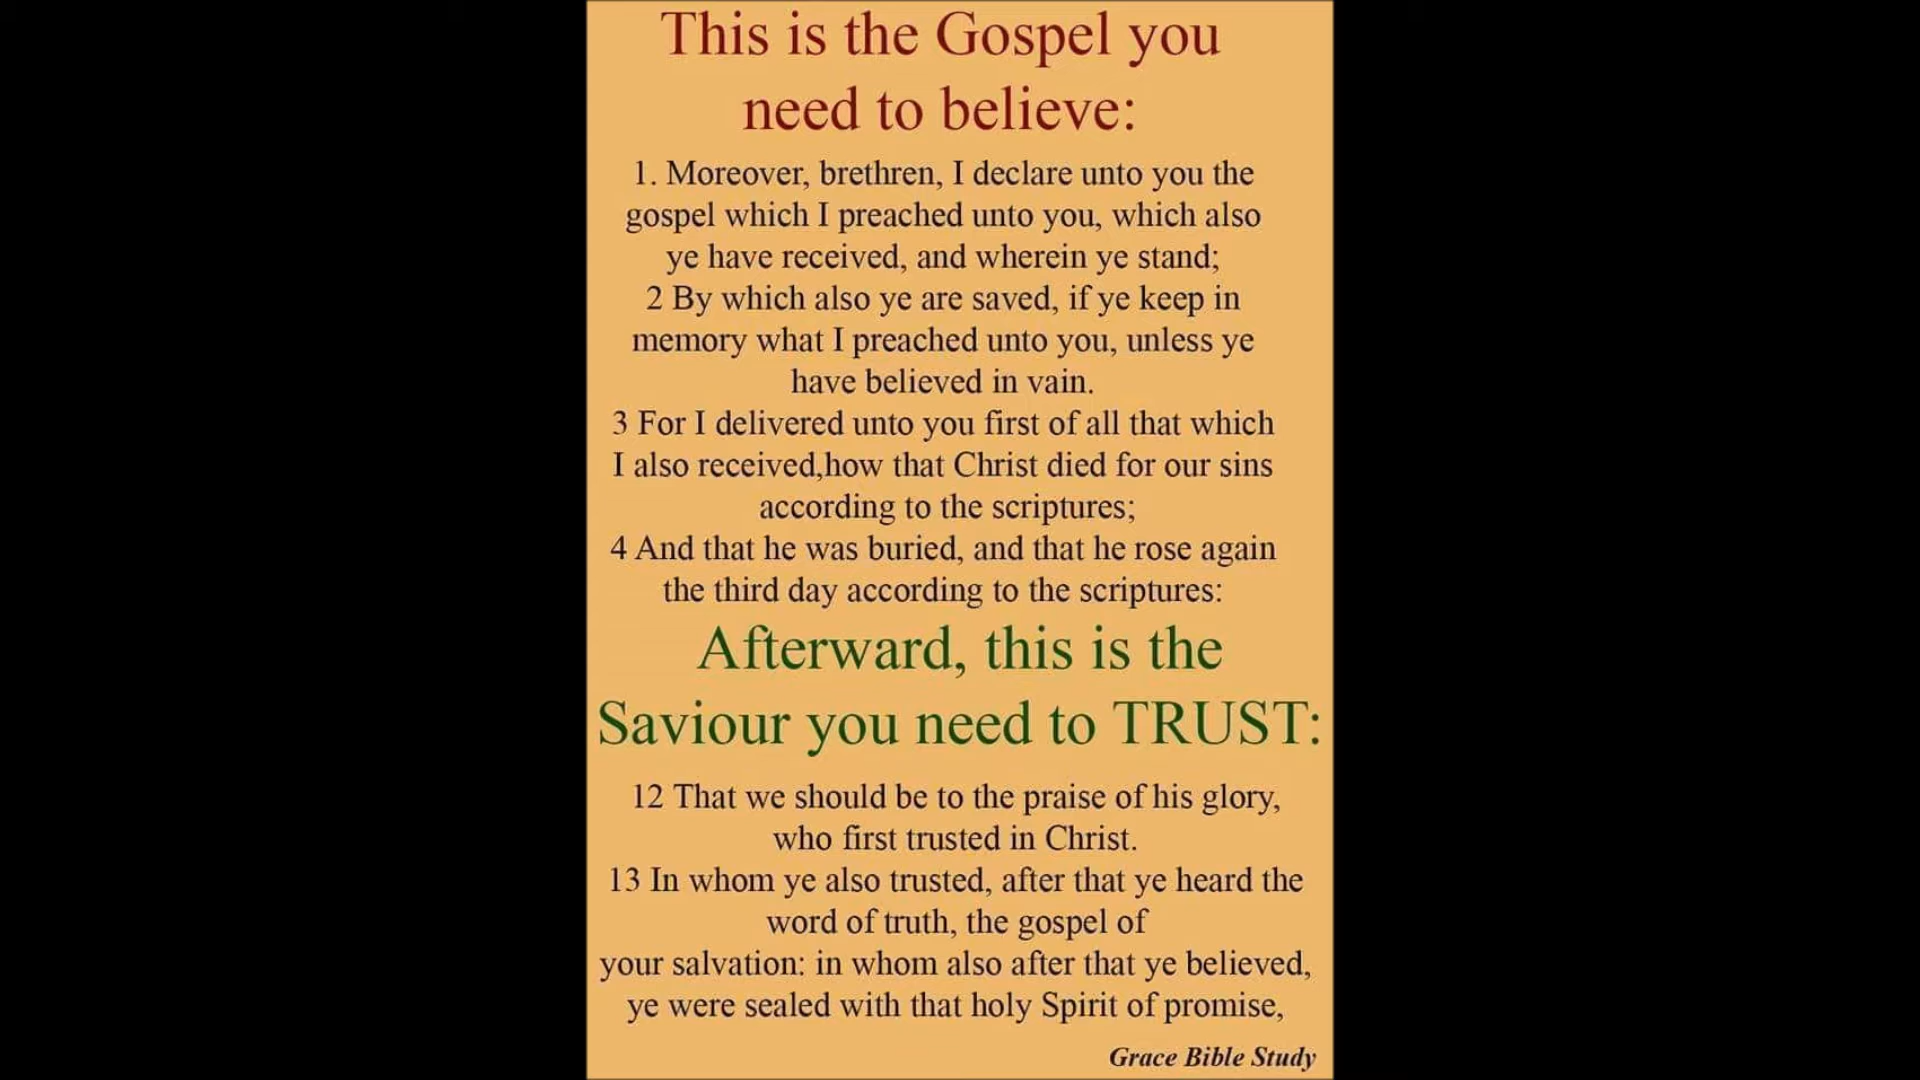 This is the Gospel you
need to believe:
1. Moreover, brethren, I declare unto you the
gospel which I preached unto you, which also
ye have received, and wherein ye stand;
2 By which also ye are saved, if ye keep in
memory what I preached unto you, unless ye
have believed in vain.
3 For I delivered unto you first of all that which
I also received,how that Christ died for our sins
according to the scriptures;
4 And that he was buried, and that he rose again
the third day according to the scriptures:
Afterward, this is the
Saviour you need to TRUST:
12 That we should be to the praise of his glory,
who first trusted in Christ.
13 In whom ye also trusted, after that ye heard the
word of truth, the gospel of
your salvation: in whom also after that ye believed,
ye were sealed with that holy Spirit of promise,
Grace Bible Study